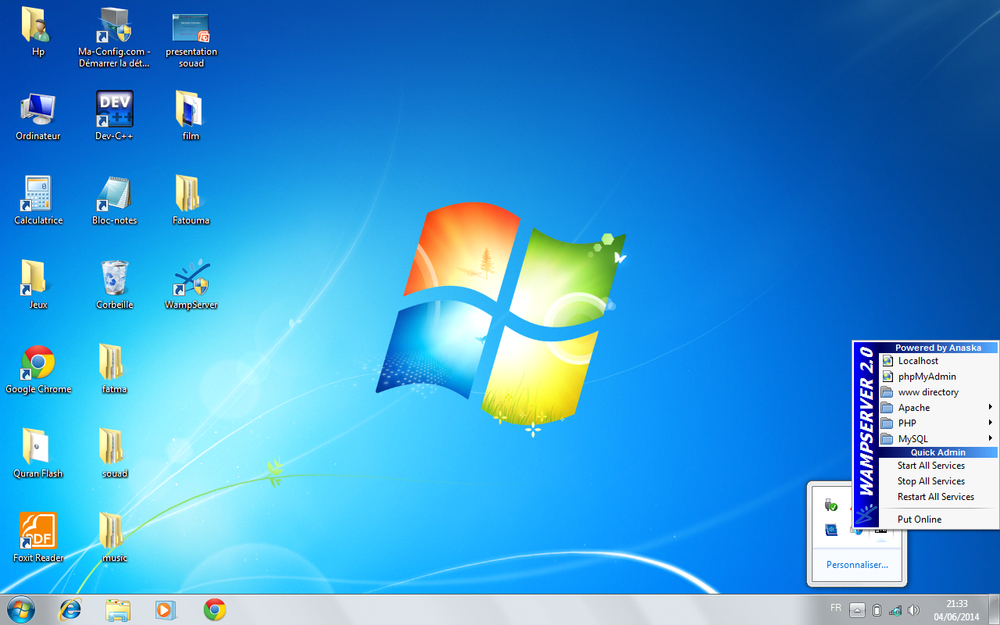 Hp
Ma-Config.com -
Démarrer la dét...
presentation
souad
Ordinateur
DEV
C++
Dev-C++
film
Calculatrice
Bloc-notes
Fatouma
Jeux
Corbeille
WampServer
Google Chrome
fatma
Quran Flash
souad
PDF
Foxit Reader
music
WAMPSERVER 2.0
Powered by Anaska
Localhost
phpMyAdmin
www directory
Apache
PHP
MySQL
Quick Admin
Start All Services
Stop All Services
Restart All Services
Put Online
Personnaliser...
FR
21:33
04/06/2014